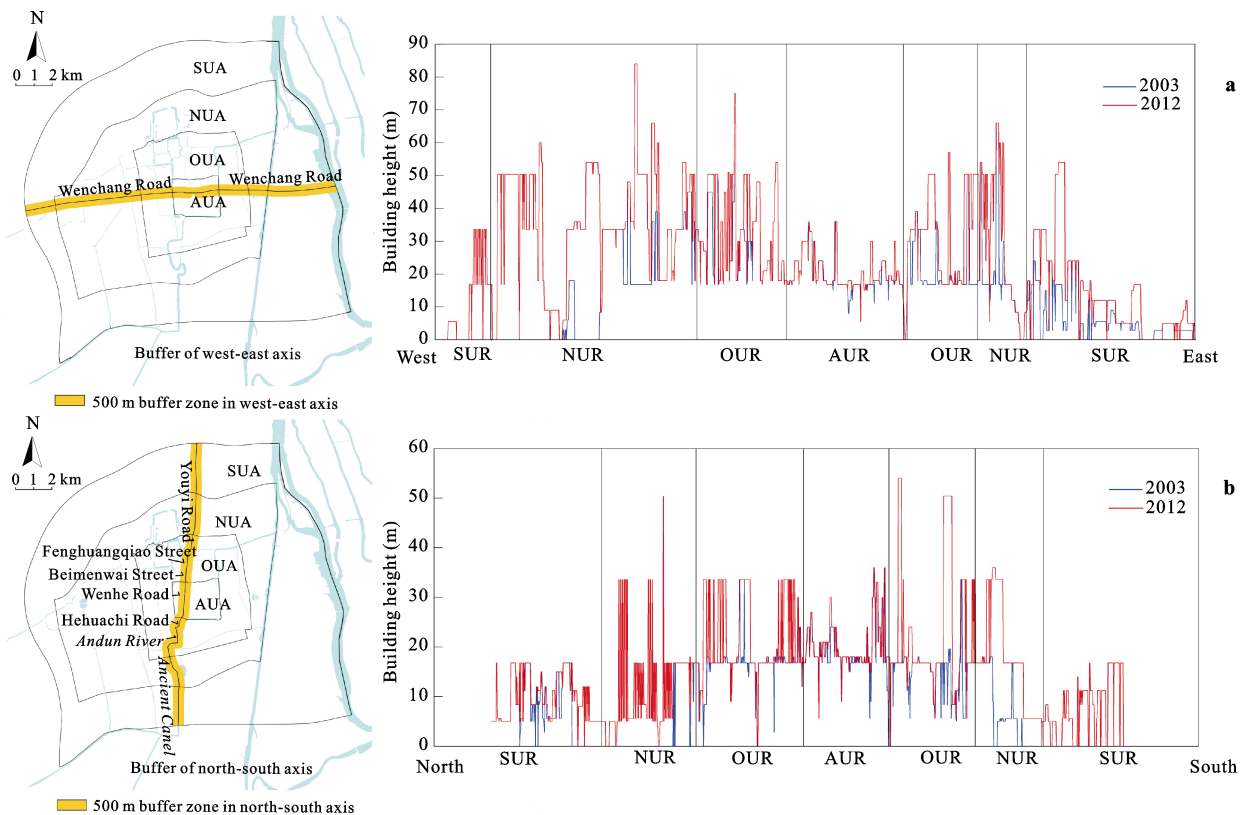 N
0 1 2 km
SUA
NUA
OUA
Wenchang Road
Wenchang Road
AUA
Buffer of west-east axis
500 m buffer zone in west-east axis
Building height (m)
90
80
70
60
50
40
30
20
10
0
2003
2012
a
West
SUR
NUR
OUR
AUR
OUR
NUR
SUR
East
N
0 1 2 km
Youyi Road
SUA
NUA
Fenghuangqiao Street
OUA
Beimenwai Street
Wenhe Road
AUA
Hehuachi Road
Andun River
Ancient Canel
Buffer of north-south axis
500 m buffer zone in north-south axis
Building height (m)
60
50
40
30
20
10
0
2003
2012
b
North
SUR
NUR
OUR
AUR
OUR
NUR
SUR
South